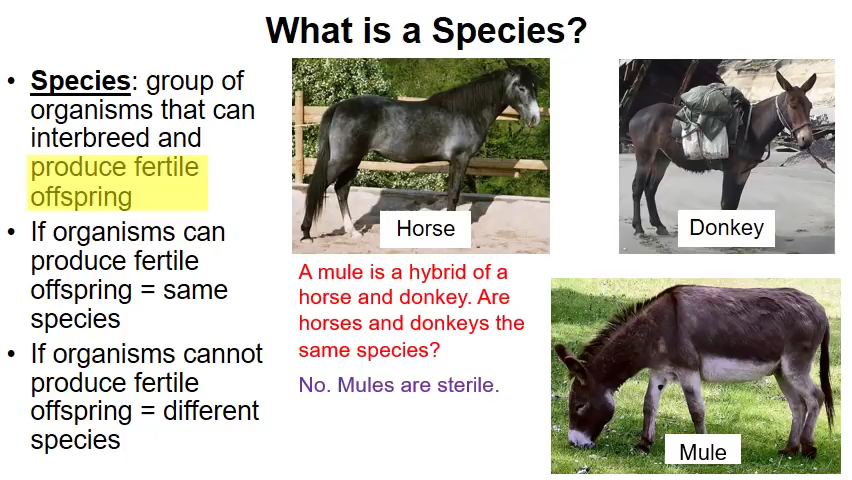 What is a Species?
• Species: group of
organisms that can
interbreed and
produce fertile
offspring
• If organisms can
produce fertile
offspring = same
species
• If organisms cannot
produce fertile
offspring = different
species
Horse
Donkey
A mule is a hybrid of a
horse and donkey. Are
horses and donkeys the
same species?
No. Mules are sterile.
Mule